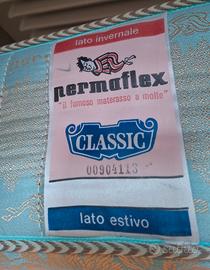 lato invernale
permaflex
"il famoso materasso a molle"
CLASSIC
00904113
lato estivo